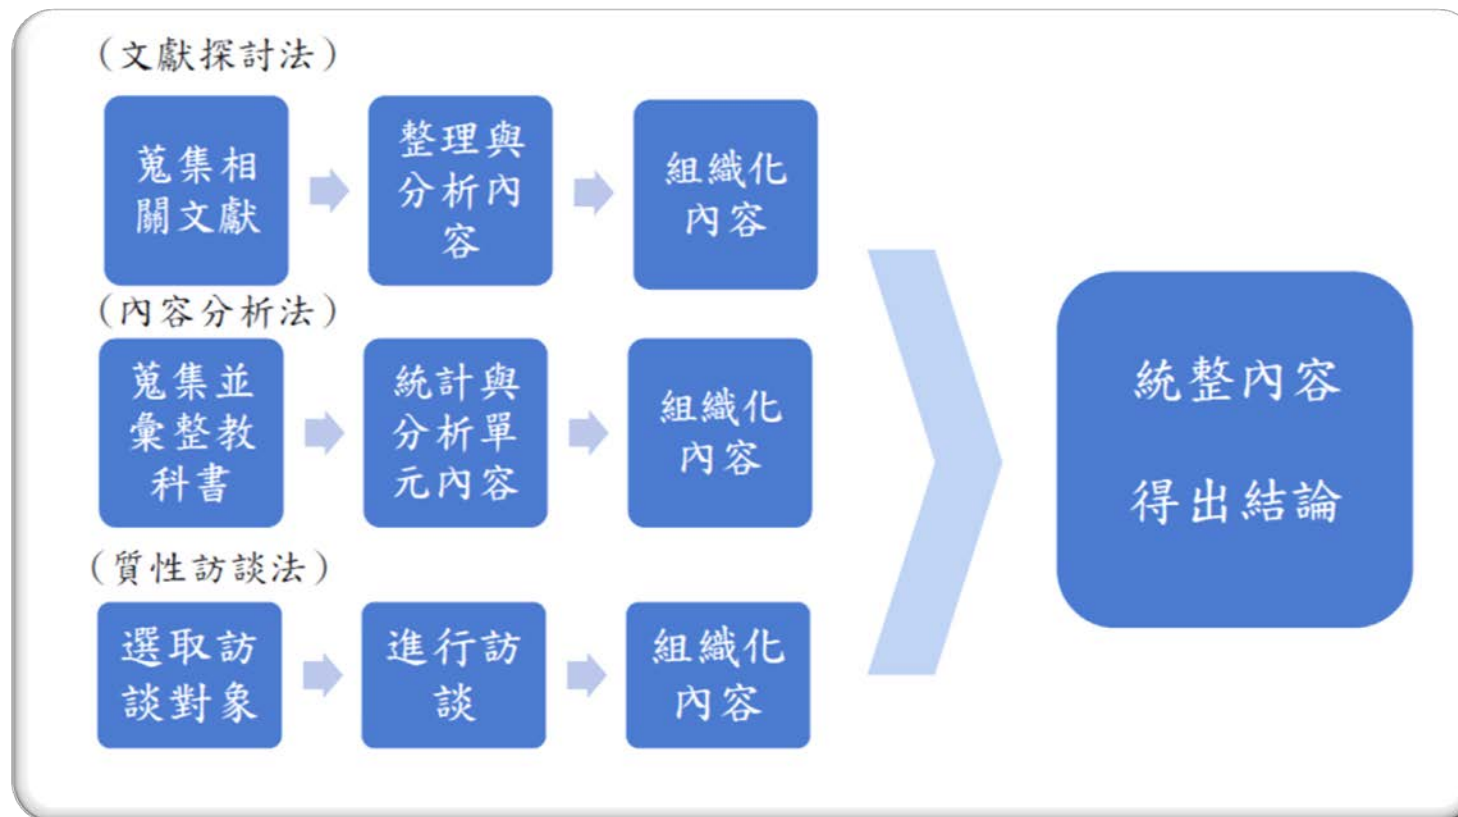 （文獻探討法）
蒐集相
關文獻
整理與
分析內
容
組織化
內容
（內容分析法）
蒐集並
彙整教
科書
統計與
分析單
元內容
組織化
內容
（質性訪談法）
選取訪
談對象
進行訪
談
組織化
內容
統整內容
得出結論